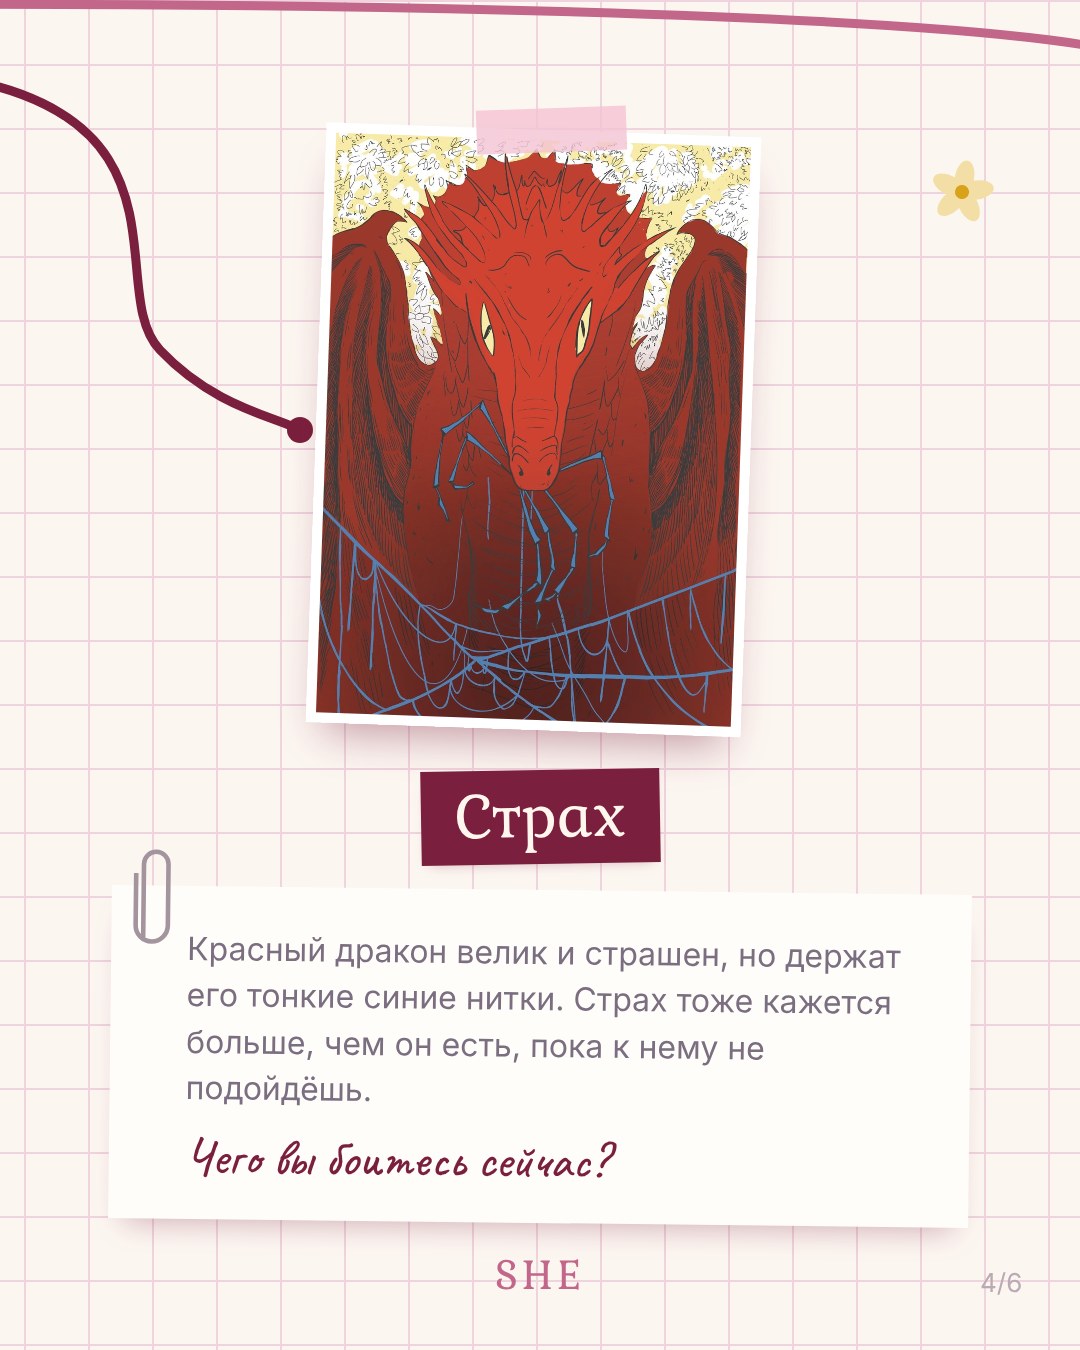 Страх
Красный дракон велик и страшен, но держат
его тонкие синие нитки. Страх тоже кажется
больше, чем он есть, пока к нему не
подойдёшь.
Чего вы боитесь сейчас?
SHE
4/6